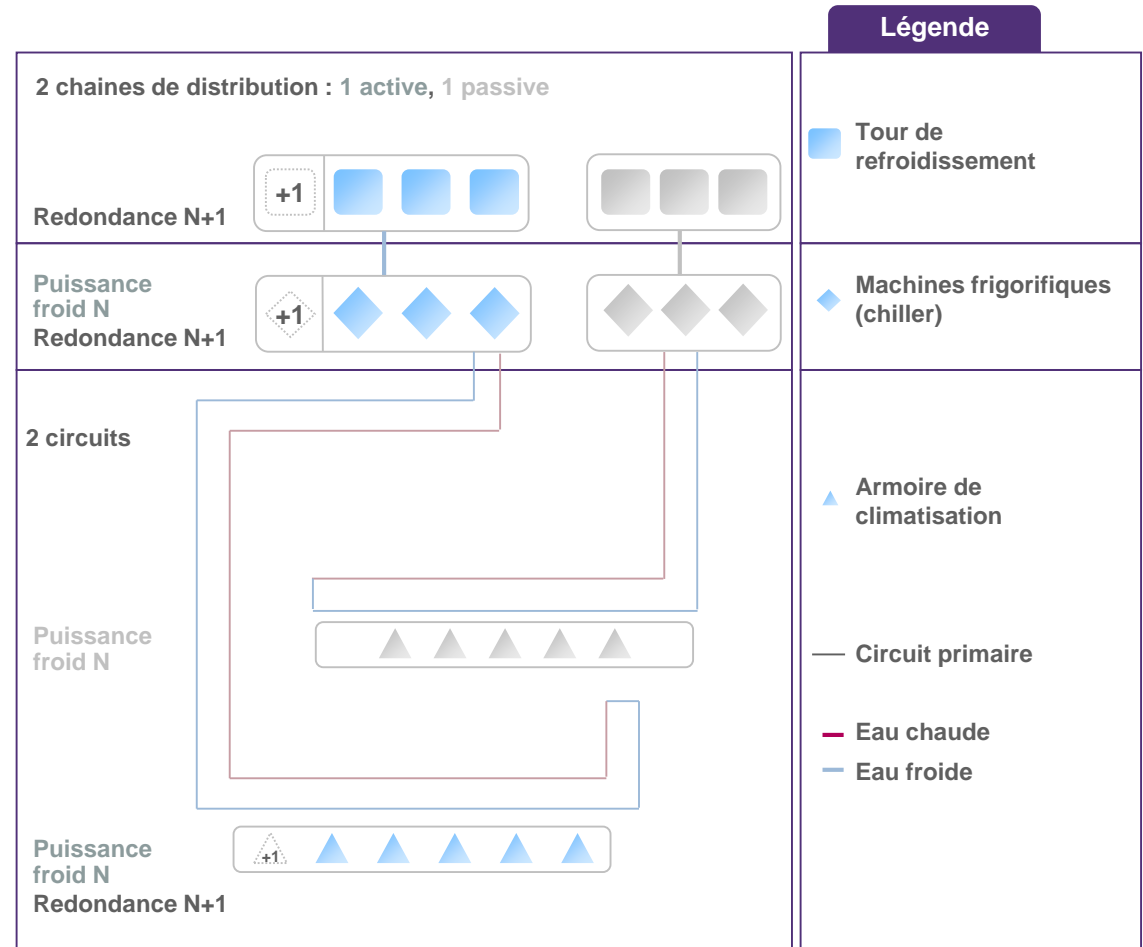 Légende
2 chaines de distribution : 1 active, 1 passive
+1
Redondance N+1
Tour de
refroidissement
Puissance
froid N
Redondance N+1
+1
Machines frigorifiques
(chiller)
2 circuits
Armoire de
climatisation
Puissance
froid N
Circuit primaire
Eau chaude
Eau froide
Puissance
froid N
Redondance N+1
+1